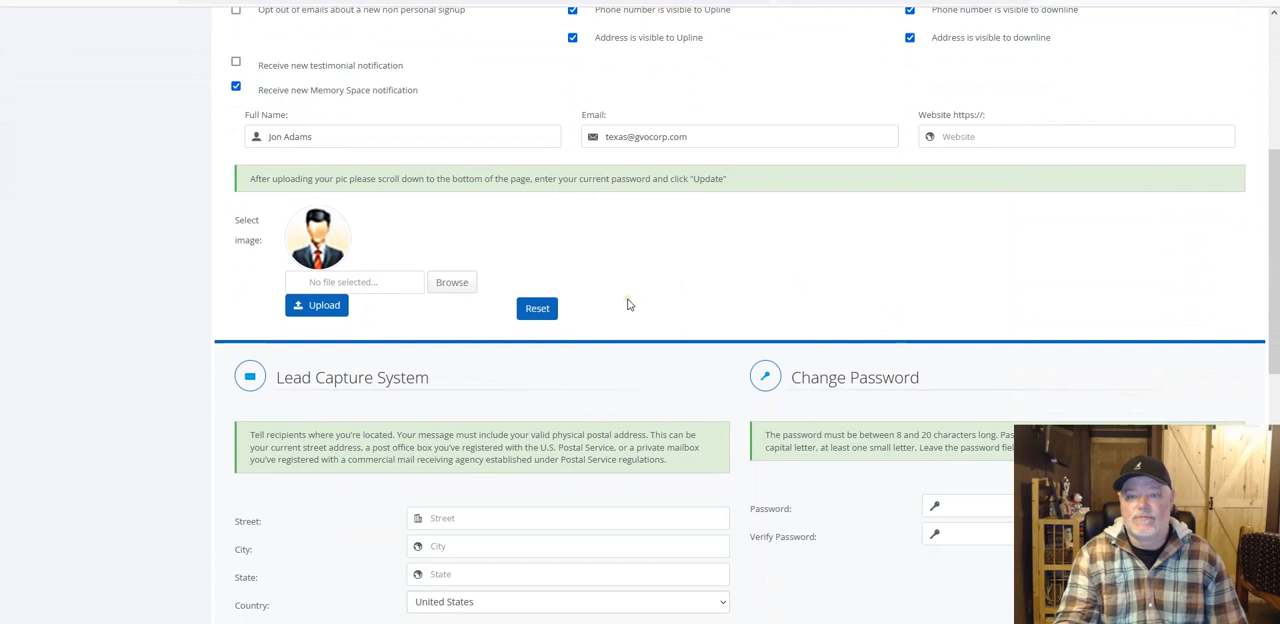 Opt out of emails about a new non personal signup
Phone number is visible to Upline
Phone number is visible to downline
Address is visible to Upline
Address is visible to downline
Receive new testimonial notification
Receive new Memory Space notification
Full Name:
Email:
Website https://:
Jon Adams
texas@gvocorp.com
Website
After uploading your pic please scroll down to the bottom of the page, enter your current password and click "Update"
Select
image:
No file selected...
Browse
Upload
Reset
Lead Capture System
Change Password
Tell recipients where you're located. Your message must include your valid physical postal address. This can be
your current street address, a post office box you've registered with the U.S. Postal Service, or a private mailbox
you've registered with a commercial mail receiving agency established under Postal Service regulations.
The password must be between 8 and 20 characters long.
capital letter, at least one small letter. Leave the password
Street:
Street
City:
City
State:
State
Country:
United States
Password:
Verify Password: